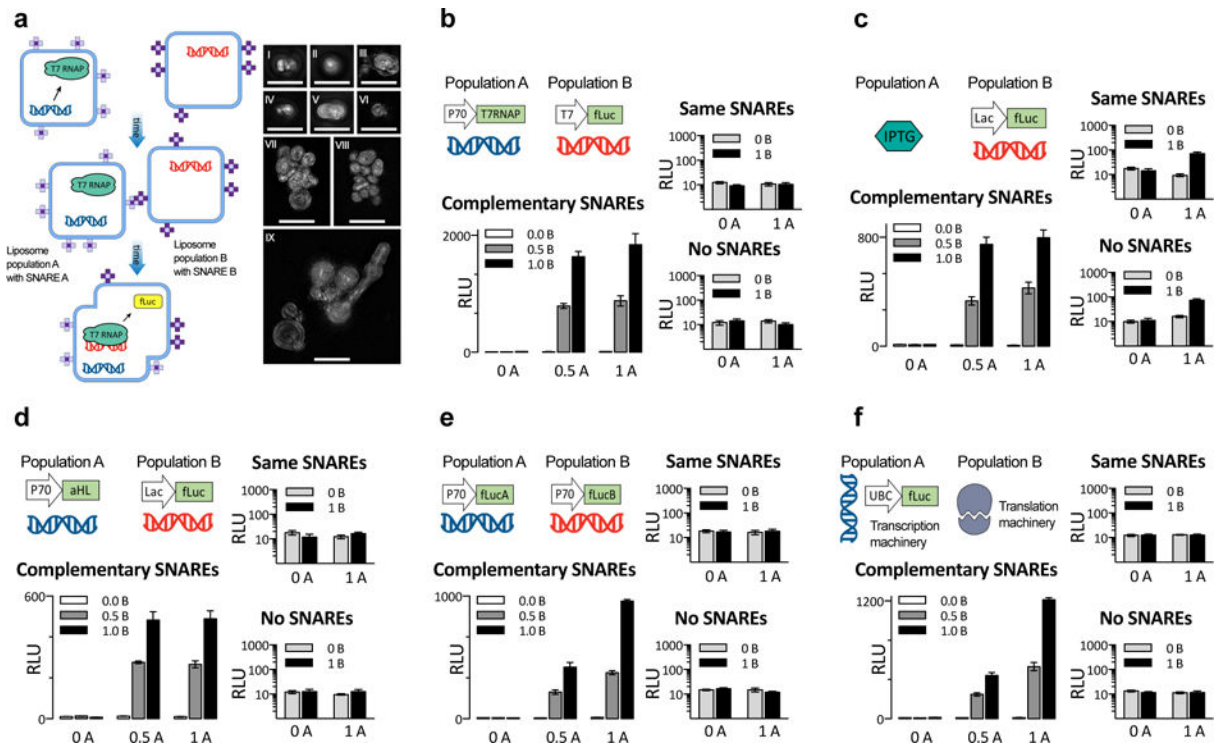 a
T7 RNAP
time
T7 RNAP
Liposome
population A
with SNARE A
Liposome
population B
with SNARE B
time
fLuc
T7 RNAP
I
II
III
IV
V
VI
VII
VIII
IX
b
Population A
Population B
P70
T7RNAP
T7
fLuc
Complementary SNAREs
2000
RLU
0
0.0 B
0.5 B
1.0 B
0 A
0.5 A
1 A
Same SNAREs
1000
100
10
RLU
0 B
1 B
0 A
1 A
No SNAREs
1000
100
10
RLU
0 B
1 B
0 A
1 A
c
Population A
Population B
IPTG
Lac
fLuc
Complementary SNAREs
800
RLU
0
0.0 B
0.5 B
1.0 B
0 A
0.5 A
1 A
Same SNAREs
1000
100
10
RLU
0 B
1 B
0 A
1 A
No SNAREs
1000
100
10
RLU
0 B
1 B
0 A
1 A
d
Population A
Population B
P70
aHL
Lac
fLuc
Complementary SNAREs
600
RLU
0
0.0 B
0.5 B
1.0 B
0 A
0.5 A
1 A
Same SNAREs
1000
100
10
RLU
0 B
1 B
0 A
1 A
No SNAREs
1000
100
10
RLU
0 B
1 B
0 A
1 A
e
Population A
Population B
P70
fLucA
P70
fLucB
Complementary SNAREs
1000
RLU
0
0.0 B
0.5 B
1.0 B
0 A
0.5 A
1 A
Same SNAREs
1000
100
10
RLU
0 B
1 B
0 A
1 A
No SNAREs
1000
100
10
RLU
0 B
1 B
0 A
1 A
f
Population A
Population B
UBC
fLuc
Transcription
machinery
Translation
machinery
Complementary SNAREs
1200
RLU
0
0.0 B
0.5 B
1.0 B
0 A
0.5 A
1 A
Same SNAREs
1000
100
10
RLU
0 B
1 B
0 A
1 A
No SNAREs
1000
100
10
RLU
0 B
1 B
0 A
1 A